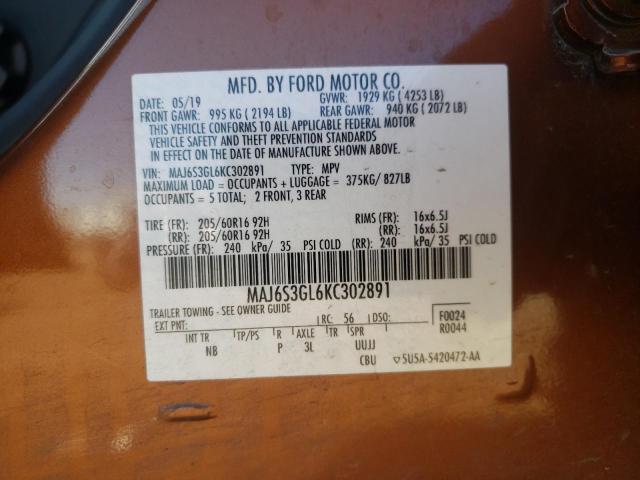 MFD. BY FORD MOTOR CO.
DATE: 05/19 GVWR: 1929 KG ( 4253 LB)
FRONT GAWR: 995 KG ( 2194 LB) REAR GAWR: 940 KG ( 2072 LB)
THIS VEHICLE CONFORMS TO ALL APPLICABLE FEDERAL MOTOR
VEHICLE SAFETY AND THEFT PREVENTION STANDARDS
IN EFFECT ON THE DATE OF MANUFACTURE SHOWN ABOVE.
VIN: MAJ6S3GL6KC302891 TYPE: MPV
MAXIMUM LOAD = OCCUPANTS + LUGGAGE = 375KG/ 827LB
OCCUPANTS = 5 TOTAL; 2 FRONT, 3 REAR
TIRE (FR): 205/60R16 92H RIMS (FR): 16x6.5J
(RR): 205/60R16 92H (RR): 16x6.5J
PRESSURE (FR): 240 kPa/ 35 PSI COLD (RR): 240 kPa/ 35 PSI COLD
MAJ6S3GL6KC302891
TRAILER TOWING - SEE OWNER GUIDE
EXT PNT: RC: 56 DSO: F0024
INT TR TP/PS R AXLE TR SPR R0044
NB P 3L UUJJ
CBU 5U5A-5420472-AA